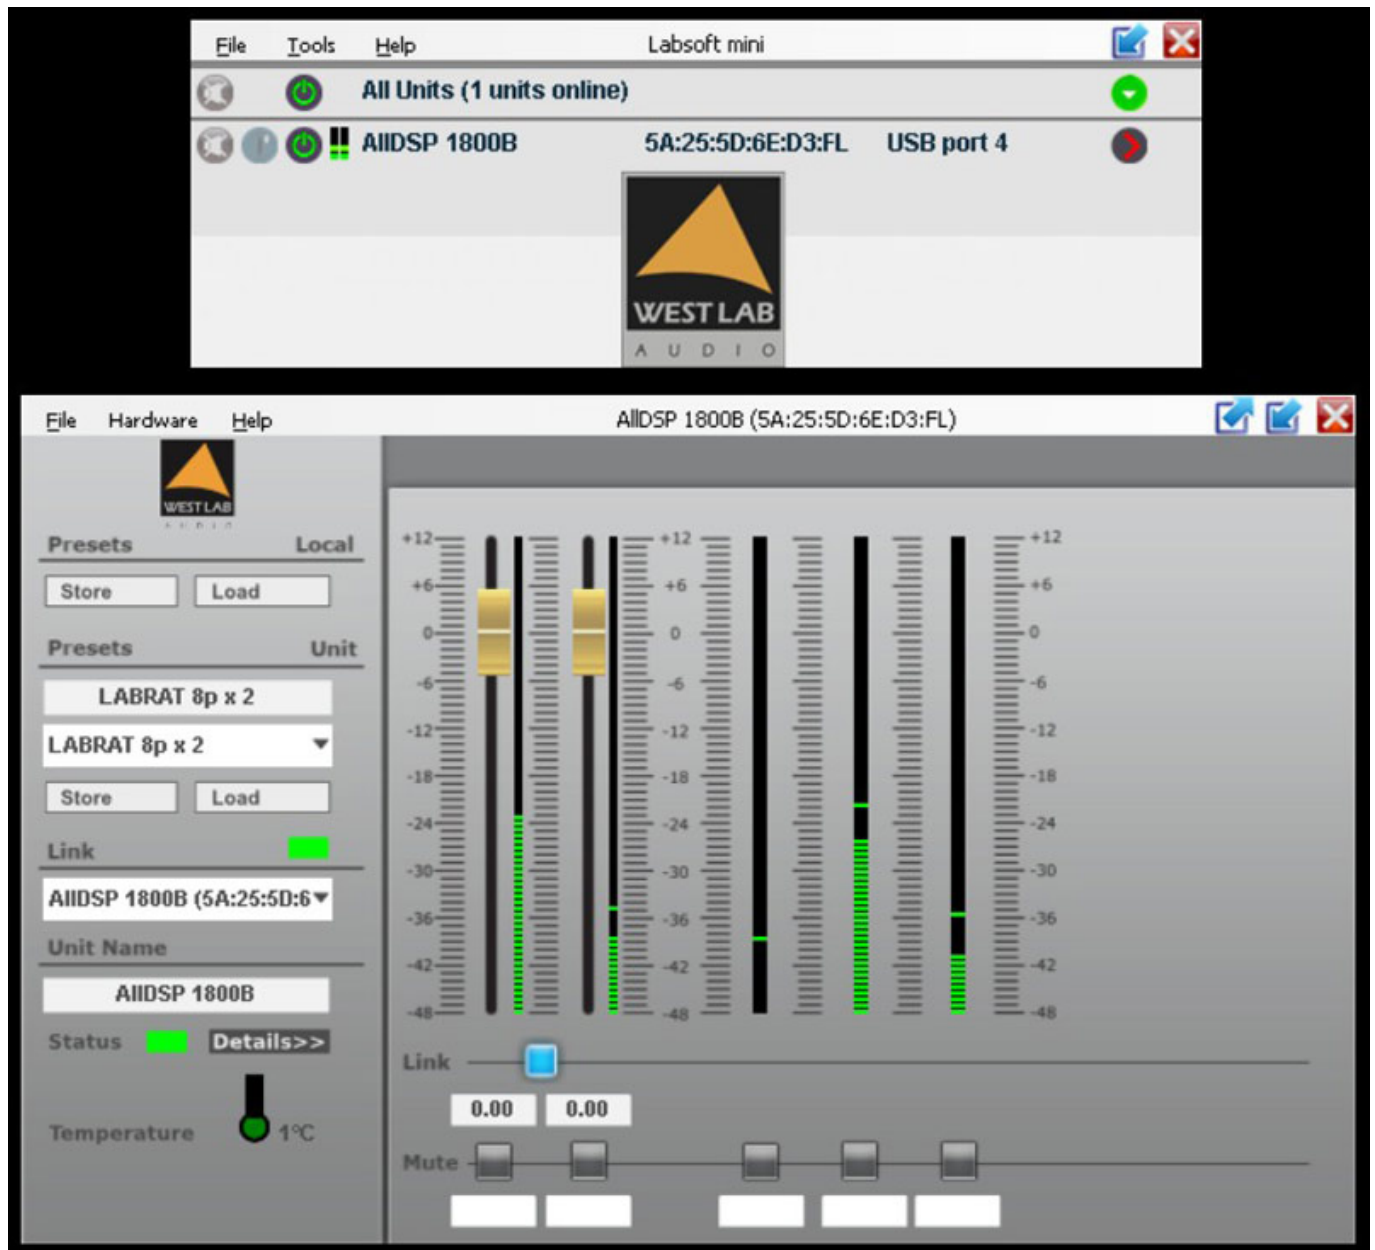 File Tools Help Labsoft mini
All Units (1 units online)
AllDSP 1800B 5A:25:5D:6E:D3:FL USB port 4
WEST LAB
AUDIO
File Hardware Help AllDSP 1800B (5A:25:5D:6E:D3:FL)
WEST LAB
AUDIO
Presets Local
Store Load
Presets Unit
LABRAT 8p x 2
LABRAT 8p x 2
Store Load
Link
AllDSP 1800B (5A:25:5D:6
Unit Name
AllDSP 1800B
Status Details>>
Temperature 1°C
+12 +12 +12
+6 +6 +6
0 0 0
-6 -6 -6
-12 -12 -12
-18 -18 -18
-24 -24 -24
-30 -30 -30
-36 -36 -36
-42 -42 -42
-48 -48 -48
Link
0.00 0.00
Mute